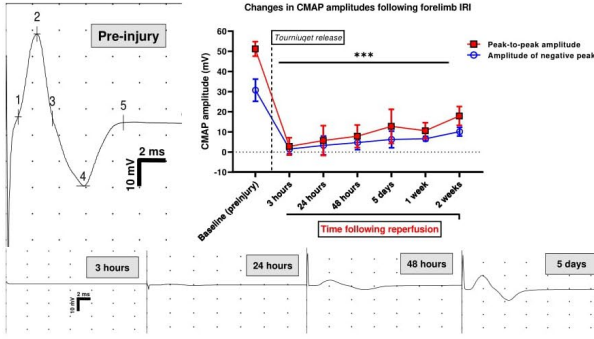 Changes in CMAP amplitudes following forelimb IRI
Pre-injury
1
2
3
4
5
10 mV
2 ms
Tourniuqet release
***
Peak-to-peak amplitude
Amplitude of negative peak
CMAP amplitude (mV)
60
50
40
30
20
10
0
-10
Baseline (preinjury)
3 hours
24 hours
48 hours
5 days
1 week
2 weeks
Time following reperfusion
3 hours
10 mV
2 ms
24 hours
48 hours
5 days